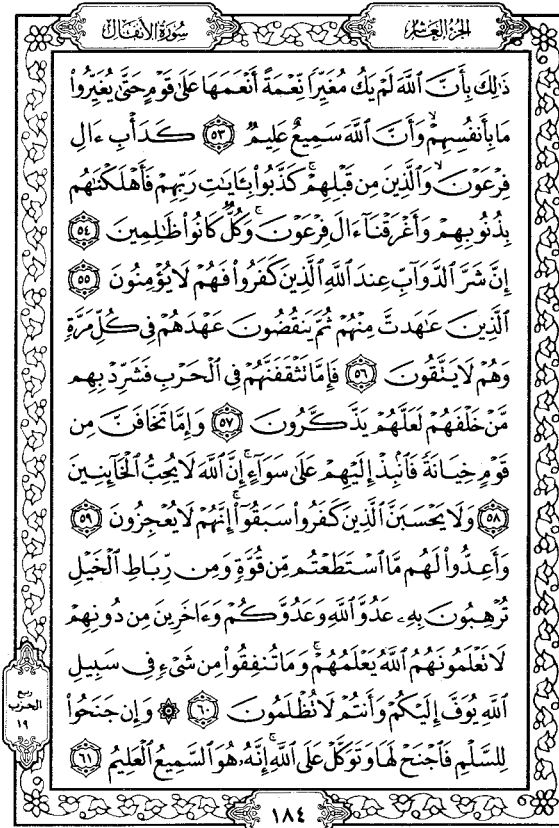 الجزء العاشر
سورة الأنفال
ذَٰلِكَ بِأَنَّ ٱللَّهَ لَمْ يَكُ مُغَيِّرًا نِّعْمَةً أَنْعَمَهَا عَلَىٰ قَوْمٍ حَتَّىٰ يُغَيِّرُوا۟
مَا بِأَنفُسِهِمْ ۙ وَأَنَّ ٱللَّهَ سَمِيعٌ عَلِيمٌ ٥٣ كَدَأْبِ ءَالِ
فِرْعَوْنَ ۙ وَٱلَّذِينَ مِن قَبْلِهِمْ ۚ كَذَّبُوا۟ بِـَٔايَـٰتِ رَبِّهِمْ فَأَهْلَكْنَـٰهُم
بِذُنُوبِهِمْ وَأَغْرَقْنَآ ءَالَ فِرْعَوْنَ ۚ وَكُلٌّ كَانُوا۟ ظَـٰلِمِينَ ٥٤
إِنَّ شَرَّ ٱلدَّوَآبِّ عِندَ ٱللَّهِ ٱلَّذِينَ كَفَرُوا۟ فَهُمْ لَا يُؤْمِنُونَ ٥٥
ٱلَّذِينَ عَـٰهَدتَّ مِنْهُمْ ثُمَّ يَنقُضُونَ عَهْدَهُمْ فِى كُلِّ مَرَّةٍ
وَهُمْ لَا يَتَّقُونَ ٥٦ فَإِمَّا تَثْقَفَنَّهُمْ فِى ٱلْحَرْبِ فَشَرِّدْ بِهِم
مَّنْ خَلْفَهُمْ لَعَلَّهُمْ يَذَّكَّرُونَ ٥٧ وَإِمَّا تَخَافَنَّ مِن
قَوْمٍ خِيَانَةً فَٱنۢبِذْ إِلَيْهِمْ عَلَىٰ سَوَآءٍ ۚ إِنَّ ٱللَّهَ لَا يُحِبُّ ٱلْخَآئِنِينَ
٥٨ وَلَا يَحْسَبَنَّ ٱلَّذِينَ كَفَرُوا۟ سَبَقُوٓا۟ ۚ إِنَّهُمْ لَا يُعْجِزُونَ ٥٩
وَأَعِدُّوا۟ لَهُم مَّا ٱسْتَطَعْتُم مِّن قُوَّةٍ وَمِن رِّبَاطِ ٱلْخَيْلِ
تُرْهِبُونَ بِهِۦ عَدُوَّ ٱللَّهِ وَعَدُوَّكُمْ وَءَاخَرِينَ مِن دُونِهِمْ
لَا تَعْلَمُونَهُمُ ٱللَّهُ يَعْلَمُهُمْ ۚ وَمَا تُنفِقُوا۟ مِن شَىْءٍ فِى سَبِيلِ
ٱللَّهِ يُوَفَّ إِلَيْكُمْ وَأَنتُمْ لَا تُظْلَمُونَ ٦٠ ۞ وَإِن جَنَحُوا۟
لِلسَّلْمِ فَٱجْنَحْ لَهَا وَتَوَكَّلْ عَلَى ٱللَّهِ ۚ إِنَّهُۥ هُوَ ٱلسَّمِيعُ ٱلْعَلِيمُ ٦١
ربع
الحزب
١٩
١٨٤